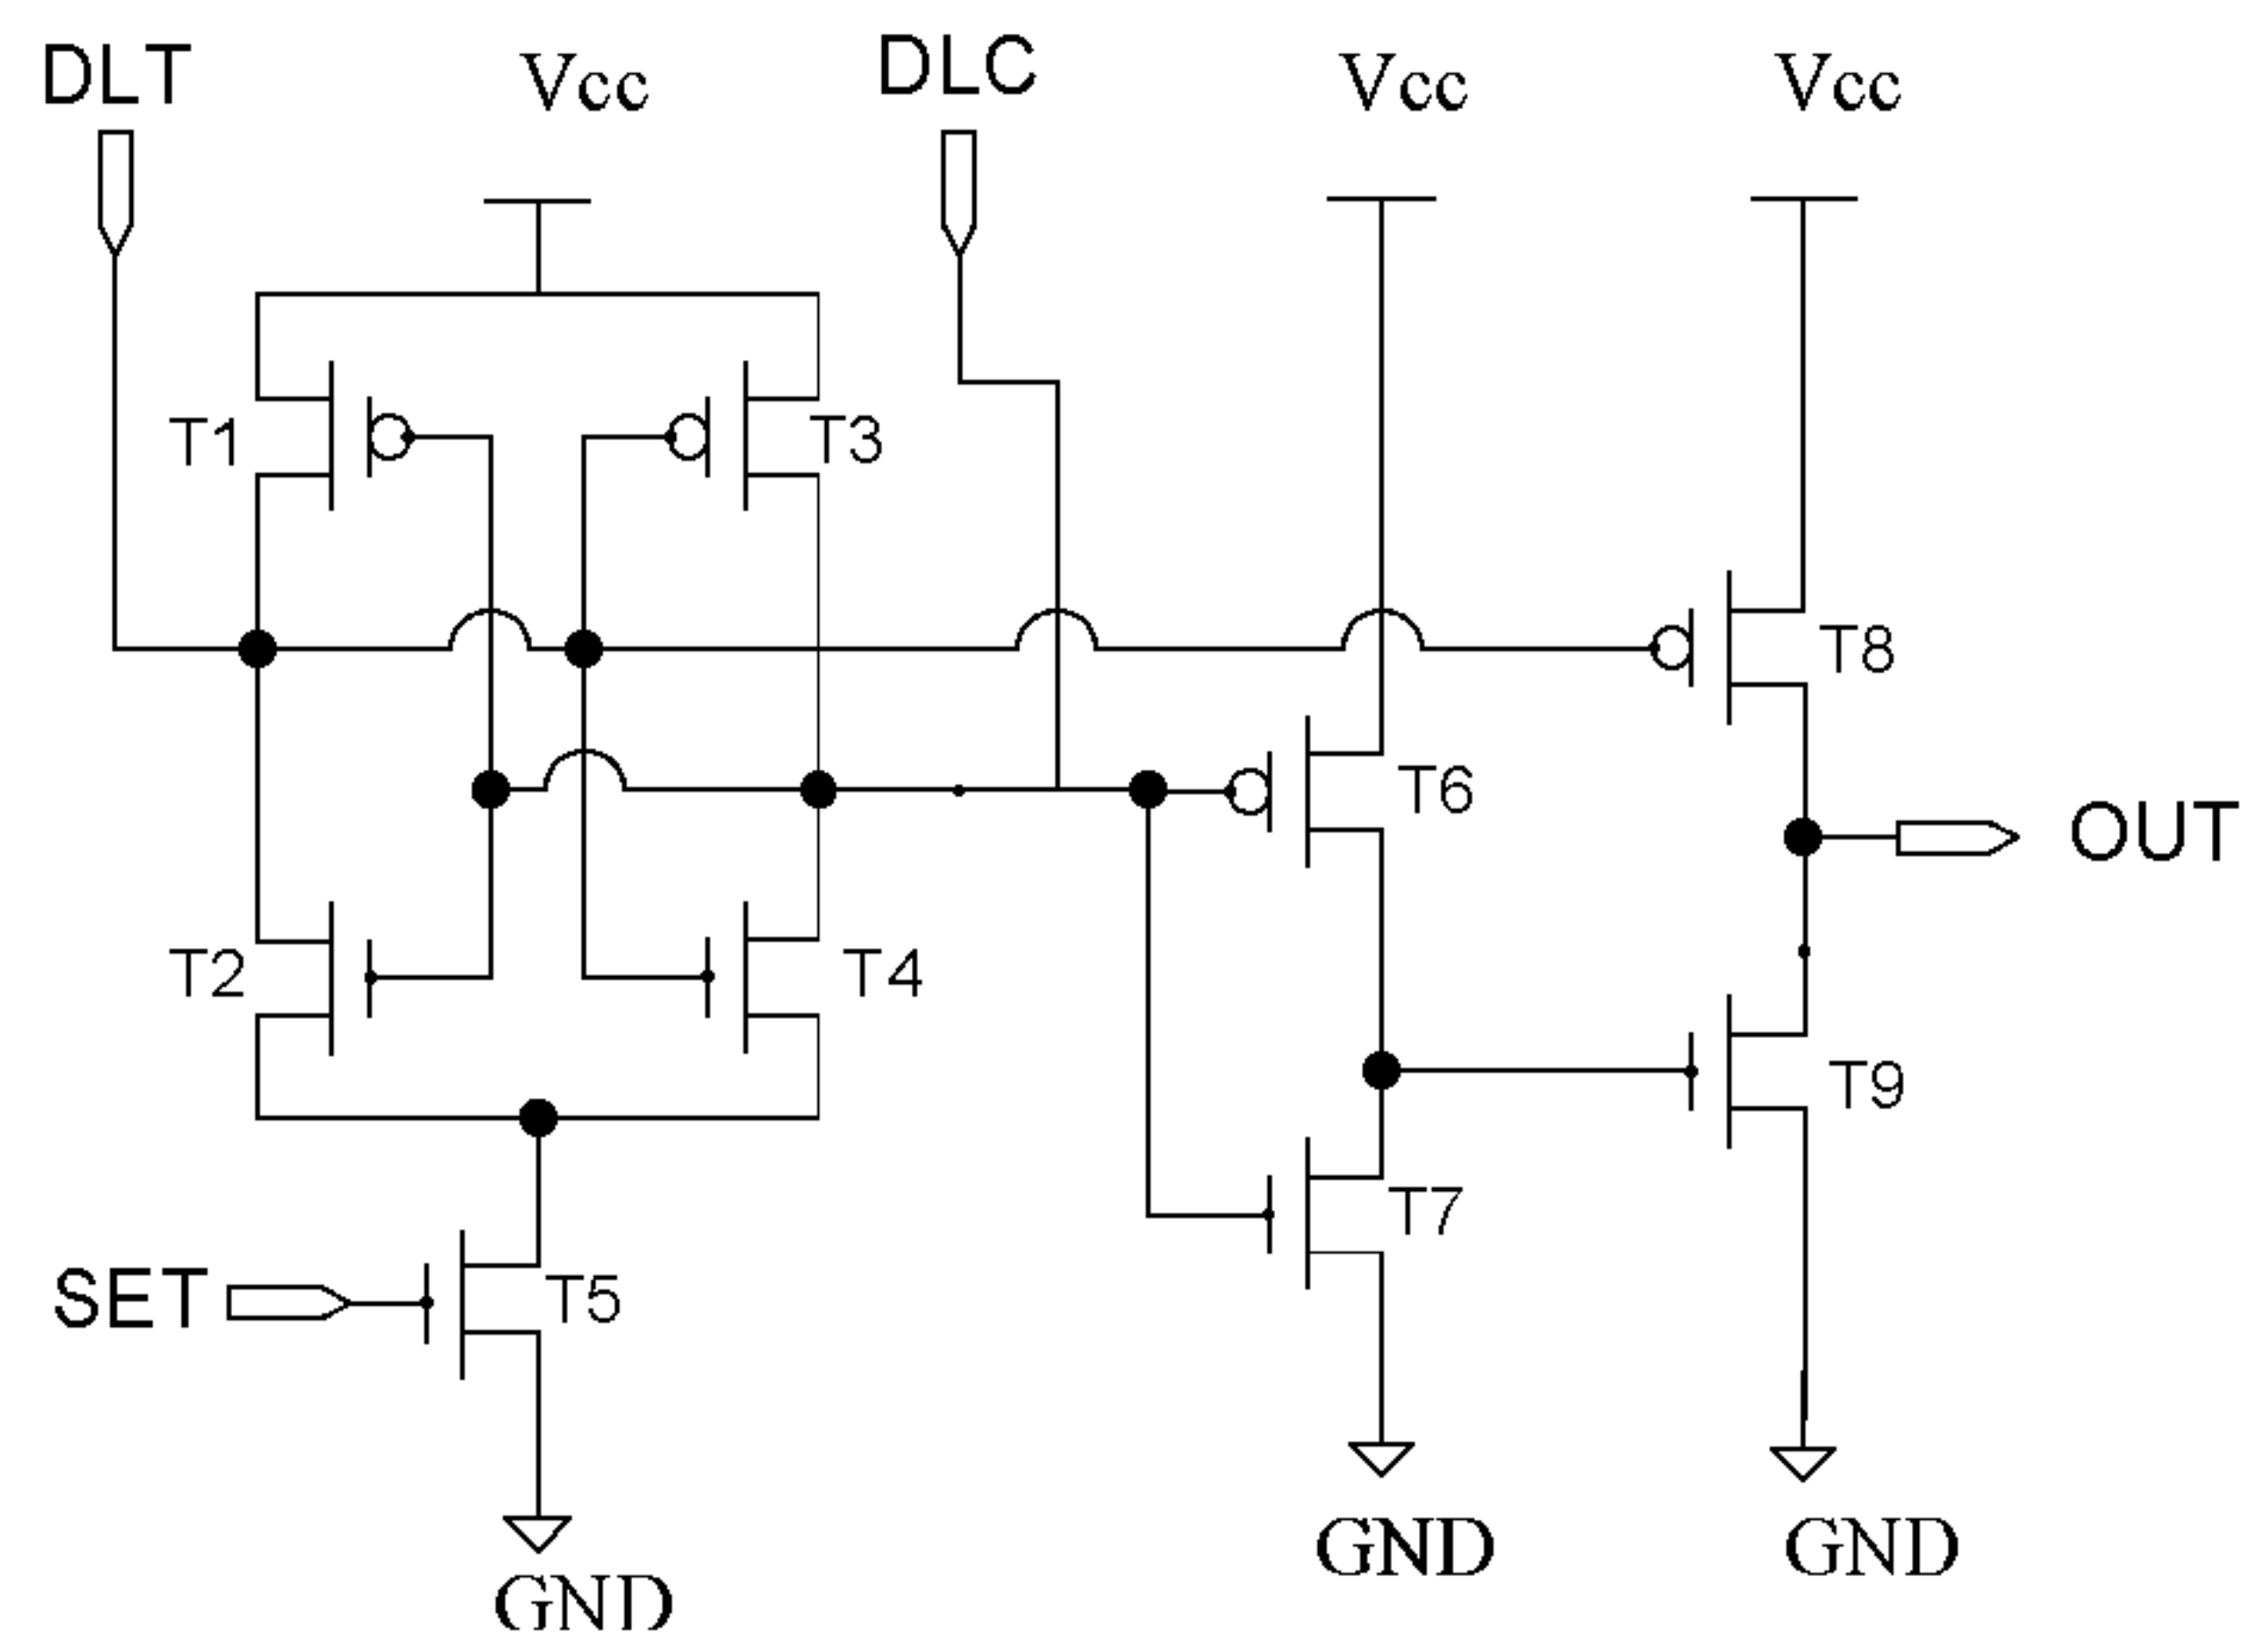 DLT
Vcc
DLC
Vcc
Vcc
T1
T3
T8
T6
OUT
T2
T4
T9
T7
SET
T5
GND
GND
GND